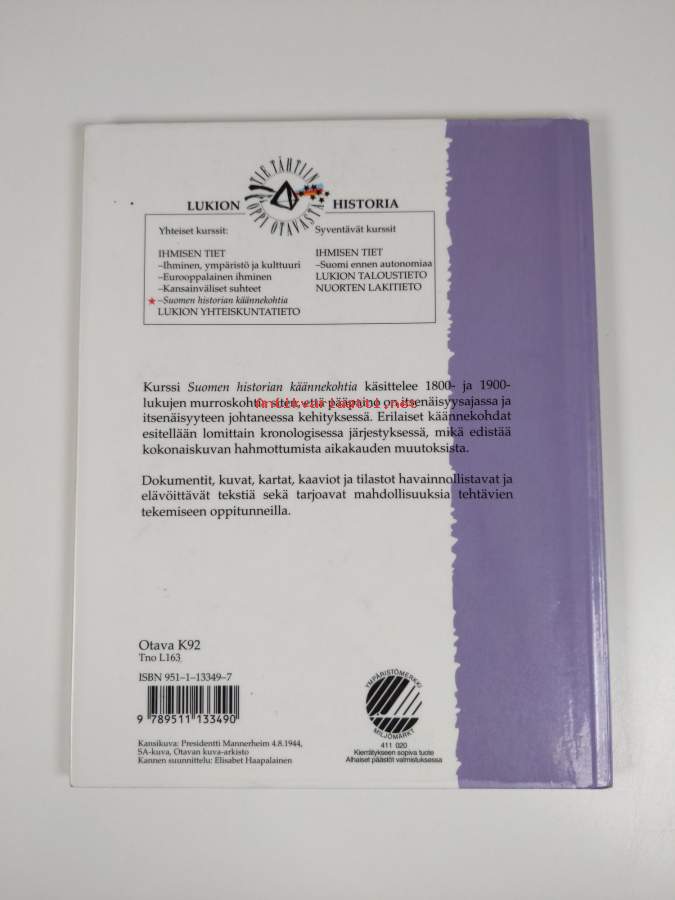 VIE TÄHTIIN
OPPI OTAVASTA
LUKION HISTORIA
Yhteiset kurssit:
IHMISEN TIET
–Ihminen, ympäristö ja kulttuuri
–Eurooppalainen ihminen
–Kansainväliset suhteet
–Suomen historian käännekohtia
LUKION YHTEISKUNTATIETO
Syventävät kurssit
IHMISEN TIET
–Suomi ennen autonomiaa
LUKION TALOUSTIETO
NUORTEN LAKITIETO
Kurssi Suomen historian käännekohtia käsittelee 1800- ja 1900-
lukujen murroskohtia siten, että pääpaino on itsenäisyysajassa ja
itsenäisyyteen johtaneessa kehityksessä. Erilaiset käännekohdat
esitellään lomittain kronologisessa järjestyksessä, mikä edistää
kokonaiskuvan hahmottumista aikakauden muutoksista.
Dokumentit, kuvat, kartat, kaaviot ja tilastot havainnollistavat ja
elävöittävät tekstiä sekä tarjoavat mahdollisuuksia tehtävien
tekemiseen oppitunneilla.
Otava K92
Tno L163
ISBN 951–1–13349–7
9 789511 133490
Kansikuva: Presidentti Mannerheim 4.8.1944,
SA-kuva, Otavan kuva-arkisto
Kannen suunnittelu: Elisabet Haapalainen
YMPÄRISTÖMERKKI
MILJÖMÄRKT
411 020
Kierrätykseen sopiva tuote
Alhaiset päästöt valmistuksessa